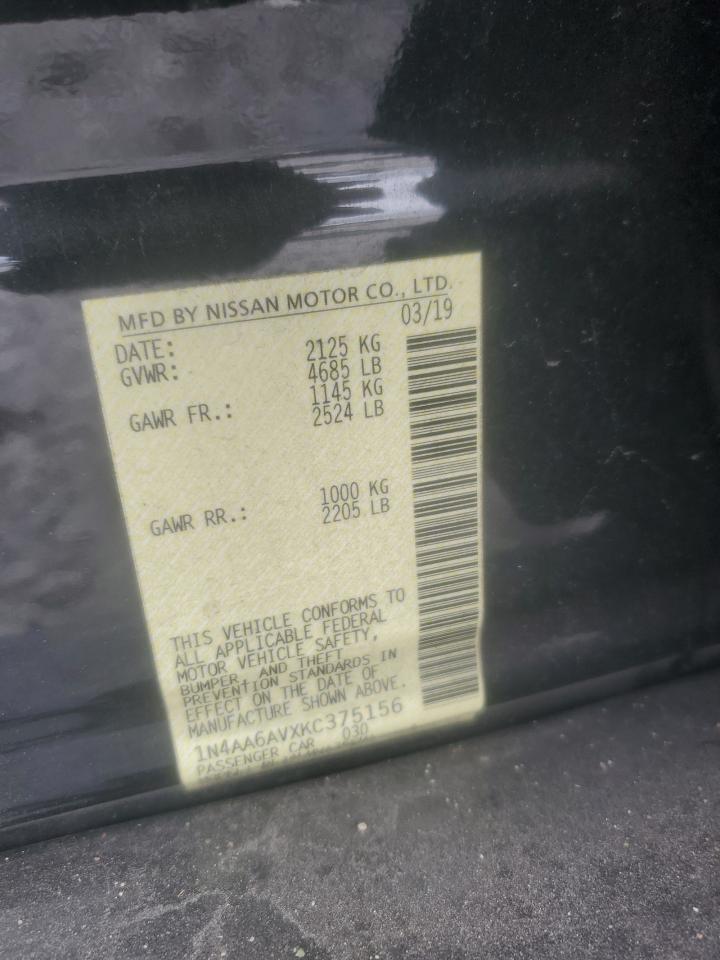 MFD BY NISSAN MOTOR CO., LTD.
DATE: 03/19
GVWR: 2125 KG
4685 LB
GAWR FR.: 1145 KG
2524 LB
GAWR RR.: 1000 KG
2205 LB
THIS VEHICLE CONFORMS TO
ALL APPLICABLE FEDERAL
MOTOR VEHICLE SAFETY,
BUMPER, AND THEFT
PREVENTION STANDARDS IN
EFFECT ON THE DATE OF
MANUFACTURE SHOWN ABOVE.
1N4AA6AVXKC375156
PASSENGER CAR 030